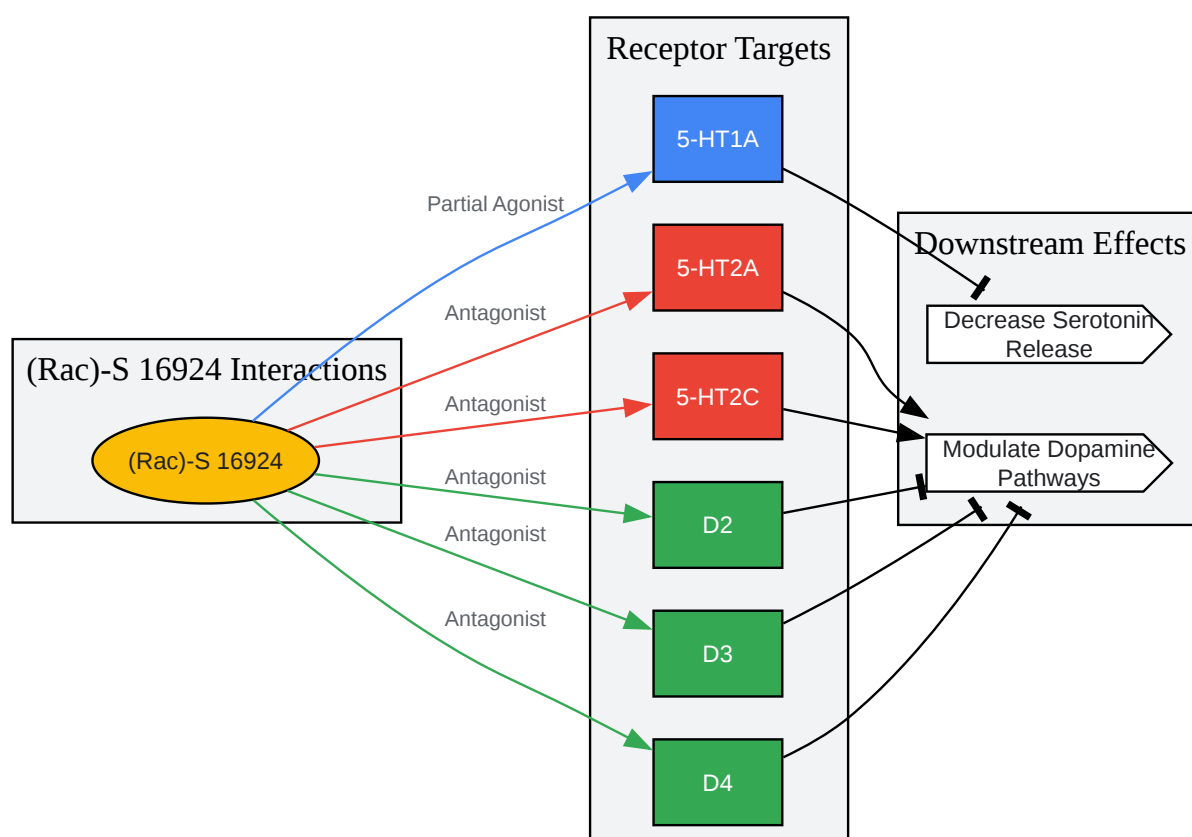 Receptor Targets
5-HT1A
Partial Agonist
5-HT2A
Downstream Effects
Antagonist
Decrease Serotonin
Release
(Rac)-S 16924 Interactions
5-HT2C
Antagonist
(Rac)-S 16924
Modulate Dopamine
Pathways
Antagonist
D2
Antagonist
Antagonist
D3
D4